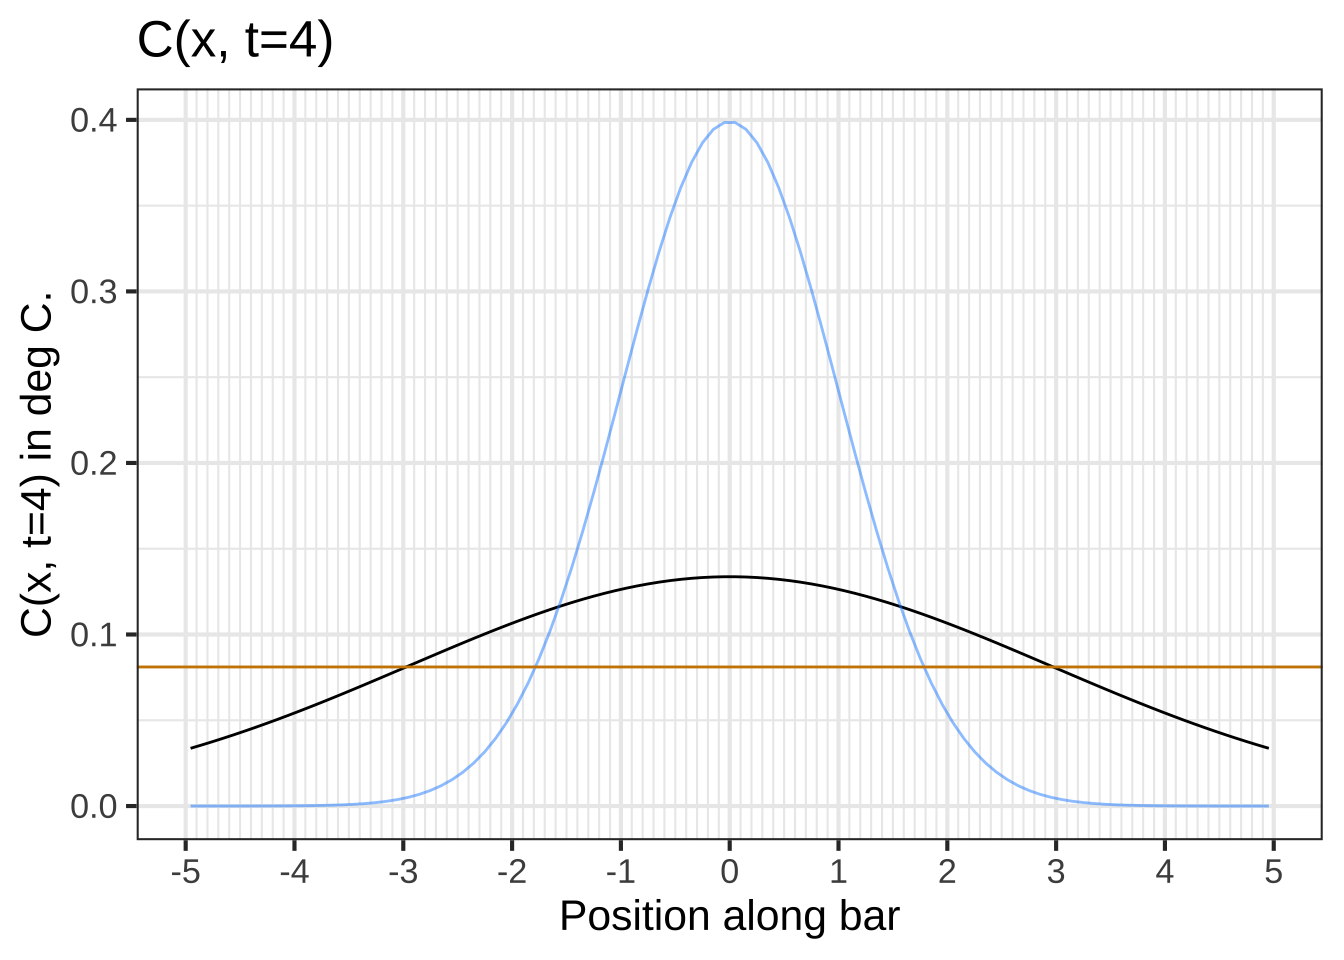 C(x, t=4)
C(x, t=4) in deg C.
0.4
0.3
0.2
0.1
0.0
-5 -4 -3 -2 -1 0 1 2 3 4 5
Position along bar